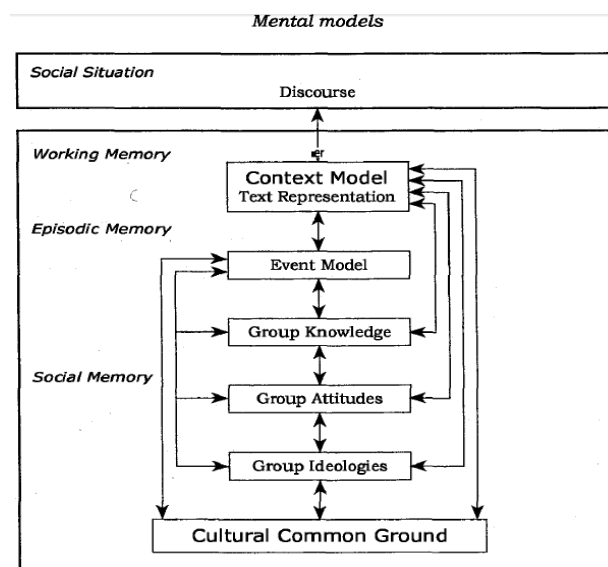 Mental models
Social Situation
Discourse
Working Memory
Context Model
Text Representation
Episodic Memory
Event Model
Group Knowledge
Social Memory
Group Attitudes
Group Ideologies
Cultural Common Ground